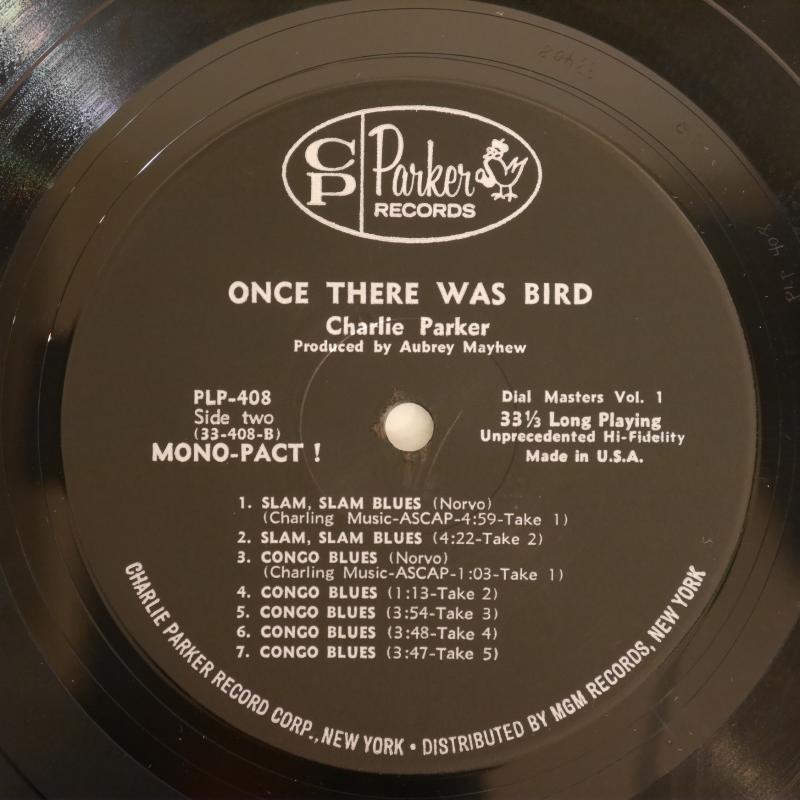 CP
Parker
RECORDS
ONCE THERE WAS BIRD
Charlie Parker
Produced by Aubrey Mayhew
PLP-408
Side two
(33-408-B)
MONO-PACT !
Dial Masters Vol. 1
33⅓ Long Playing
Unprecedented Hi-Fidelity
Made in U.S.A.
1. SLAM, SLAM BLUES (Norvo)
(Charling Music-ASCAP-4:59-Take 1)
2. SLAM, SLAM BLUES (4:22-Take 2)
3. CONGO BLUES (Norvo)
(Charling Music-ASCAP-1:03-Take 1)
4. CONGO BLUES (1:13-Take 2)
5. CONGO BLUES (3:54-Take 3)
6. CONGO BLUES (3:48-Take 4)
7. CONGO BLUES (3:47-Take 5)
CHARLIE PARKER RECORD CORP., NEW YORK • DISTRIBUTED BY MGM RECORDS, NEW YORK